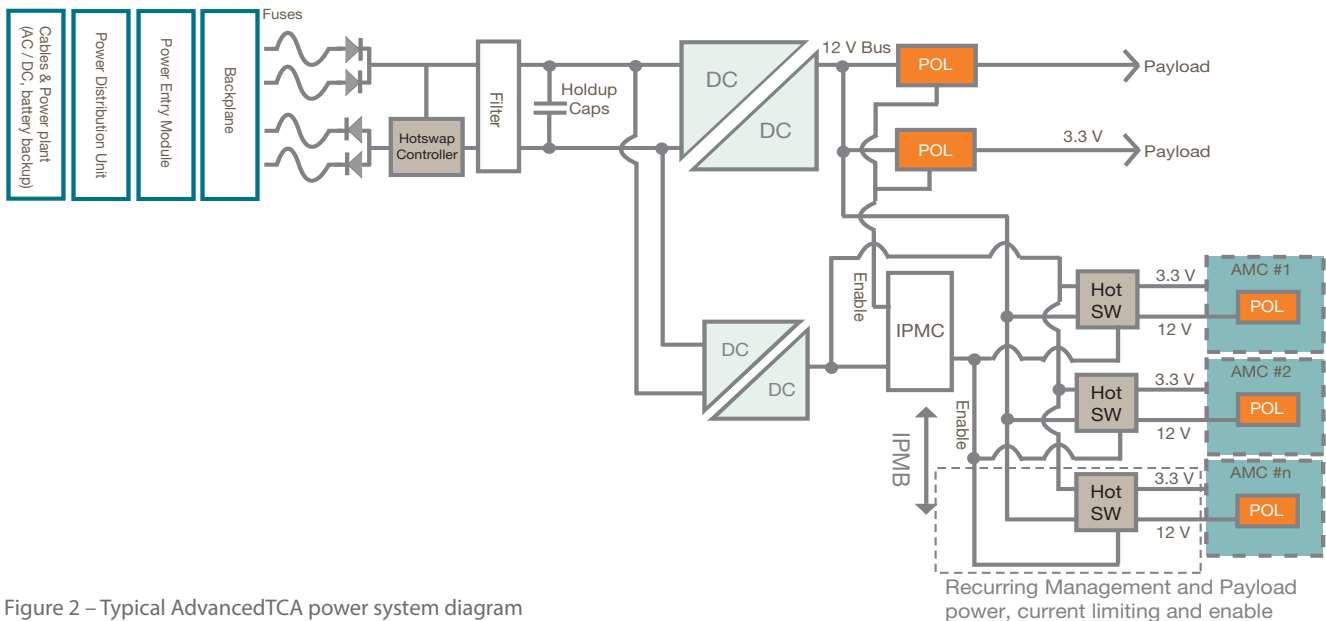 Cables & Power plant
(AC / DC, battery backup)
Power Distribution Unit
Power Entry Module
Backplane
Fuses
Hotswap
Controller
Filter
Holdup
Caps
DC
DC
12 V Bus
POL
Payload
POL
3.3 V
Payload
DC
DC
Enable
IPMC
Enable
IPMB
Hot
SW
3.3 V
12 V
AMC #1
POL
Hot
SW
3.3 V
12 V
AMC #2
POL
Hot
SW
3.3 V
12 V
AMC #n
POL
Recurring Management and Payload
power, current limiting and enable
Figure 2 – Typical AdvancedTCA power system diagram